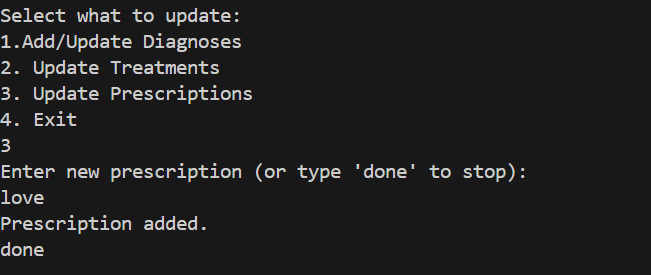 Select what to update:
1.Add/Update Diagnoses
2. Update Treatments
3. Update Prescriptions
4. Exit
3
Enter new prescription (or type 'done' to stop):
love
Prescription added.
done